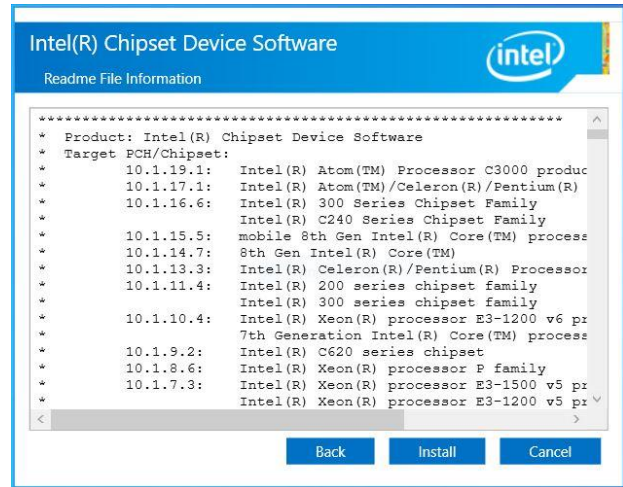 Intel(R) Chipset Device Software
intel
Readme File Information
************************************************************
* Product: Intel(R) Chipset Device Software
* Target PCH/Chipset:
* 10.1.19.1: Intel(R) Atom(TM) Processor C3000 produc
* 10.1.17.1: Intel(R) Atom(TM)/Celeron(R)/Pentium(R)
* 10.1.16.6: Intel(R) 300 Series Chipset Family
* Intel(R) C240 Series Chipset Family
* 10.1.15.5: mobile 8th Gen Intel(R) Core(TM) process
* 10.1.14.7: 8th Gen Intel(R) Core(TM)
* 10.1.13.3: Intel(R) Celeron(R)/Pentium(R) Processor
* 10.1.11.4: Intel(R) 200 series chipset family
* Intel(R) 300 series chipset family
* 10.1.10.4: Intel(R) Xeon(R) processor E3-1200 v6 pr
* 7th Generation Intel(R) Core(TM) process
* 10.1.9.2: Intel(R) C620 series chipset
* 10.1.8.6: Intel(R) Xeon(R) processor P family
* 10.1.7.3: Intel(R) Xeon(R) processor E3-1500 v5 pr
* Intel(R) Xeon(R) processor E3-1200 v5 pr
Back Install Cancel